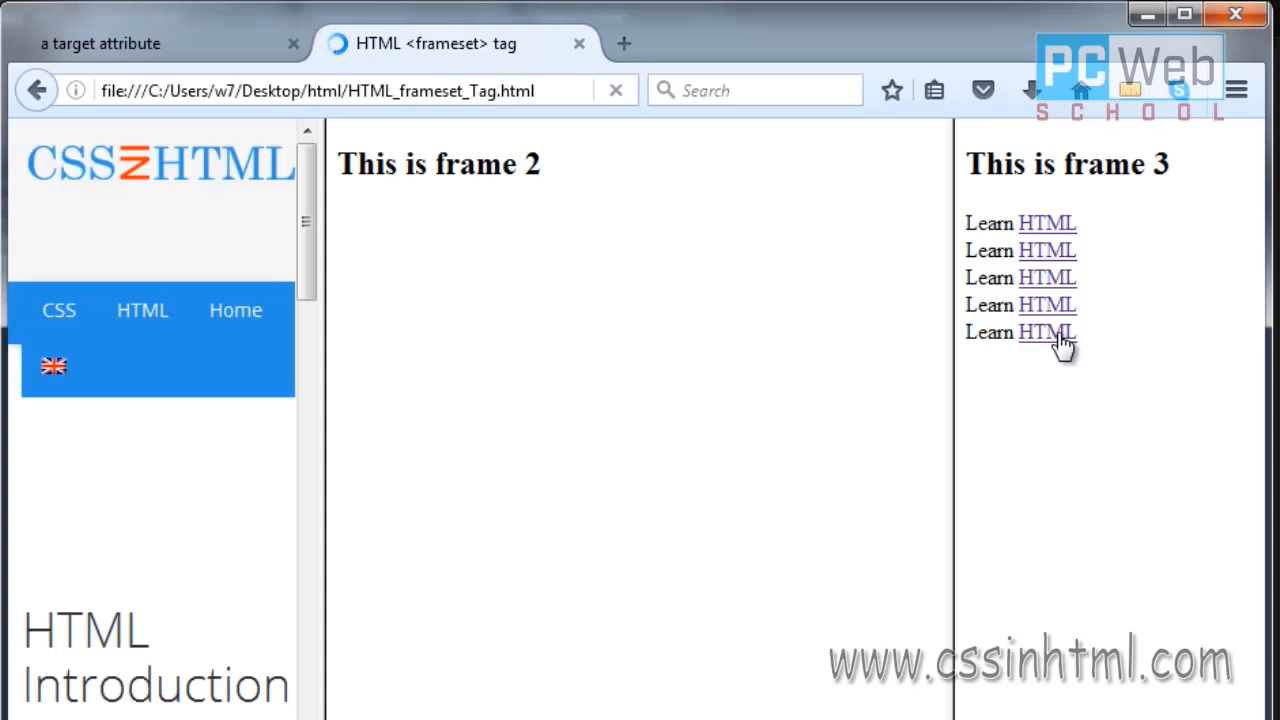 a target attribute
HTML <frameset> tag
file:///C:/Users/w7/Desktop/html/HTML_frameset_Tag.html
Search
PC Web
SCHOOL
CSSINHTML
CSS HTML Home
HTML
Introduction
This is frame 2
This is frame 3
Learn HTML
Learn HTML
Learn HTML
Learn HTML
Learn HTML
www.cssinhtml.com